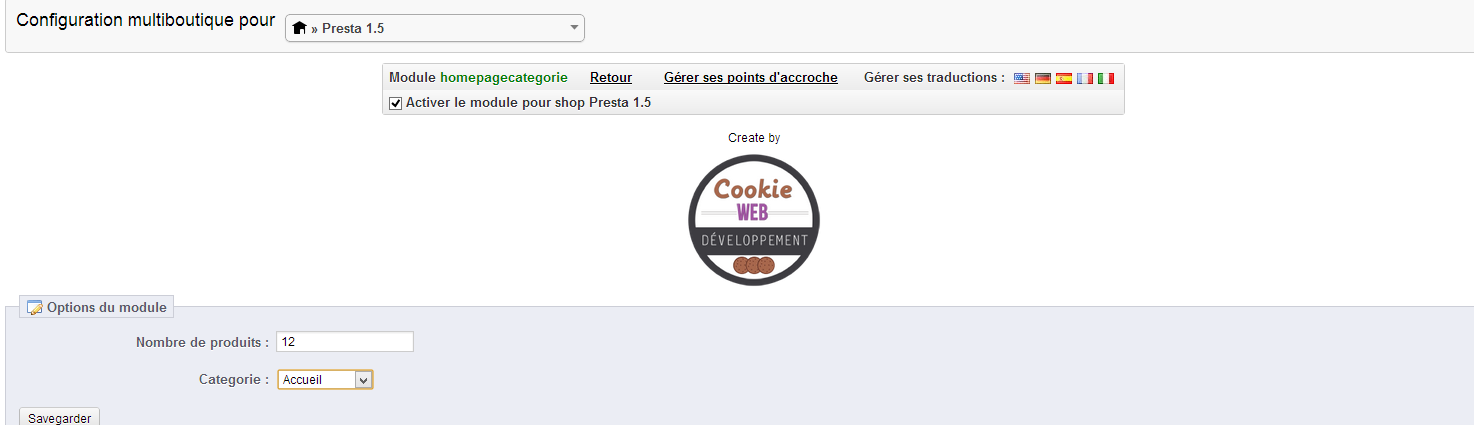 Configuration multiboutique pour » Presta 1.5
Module homepagecategorie Retour Gérer ses points d'accroche Gérer ses traductions :
Activer le module pour shop Presta 1.5
Create by
Cookie
WEB
DÉVELOPPEMENT
Options du module
Nombre de produits : 12
Categorie : Accueil
Savegarder